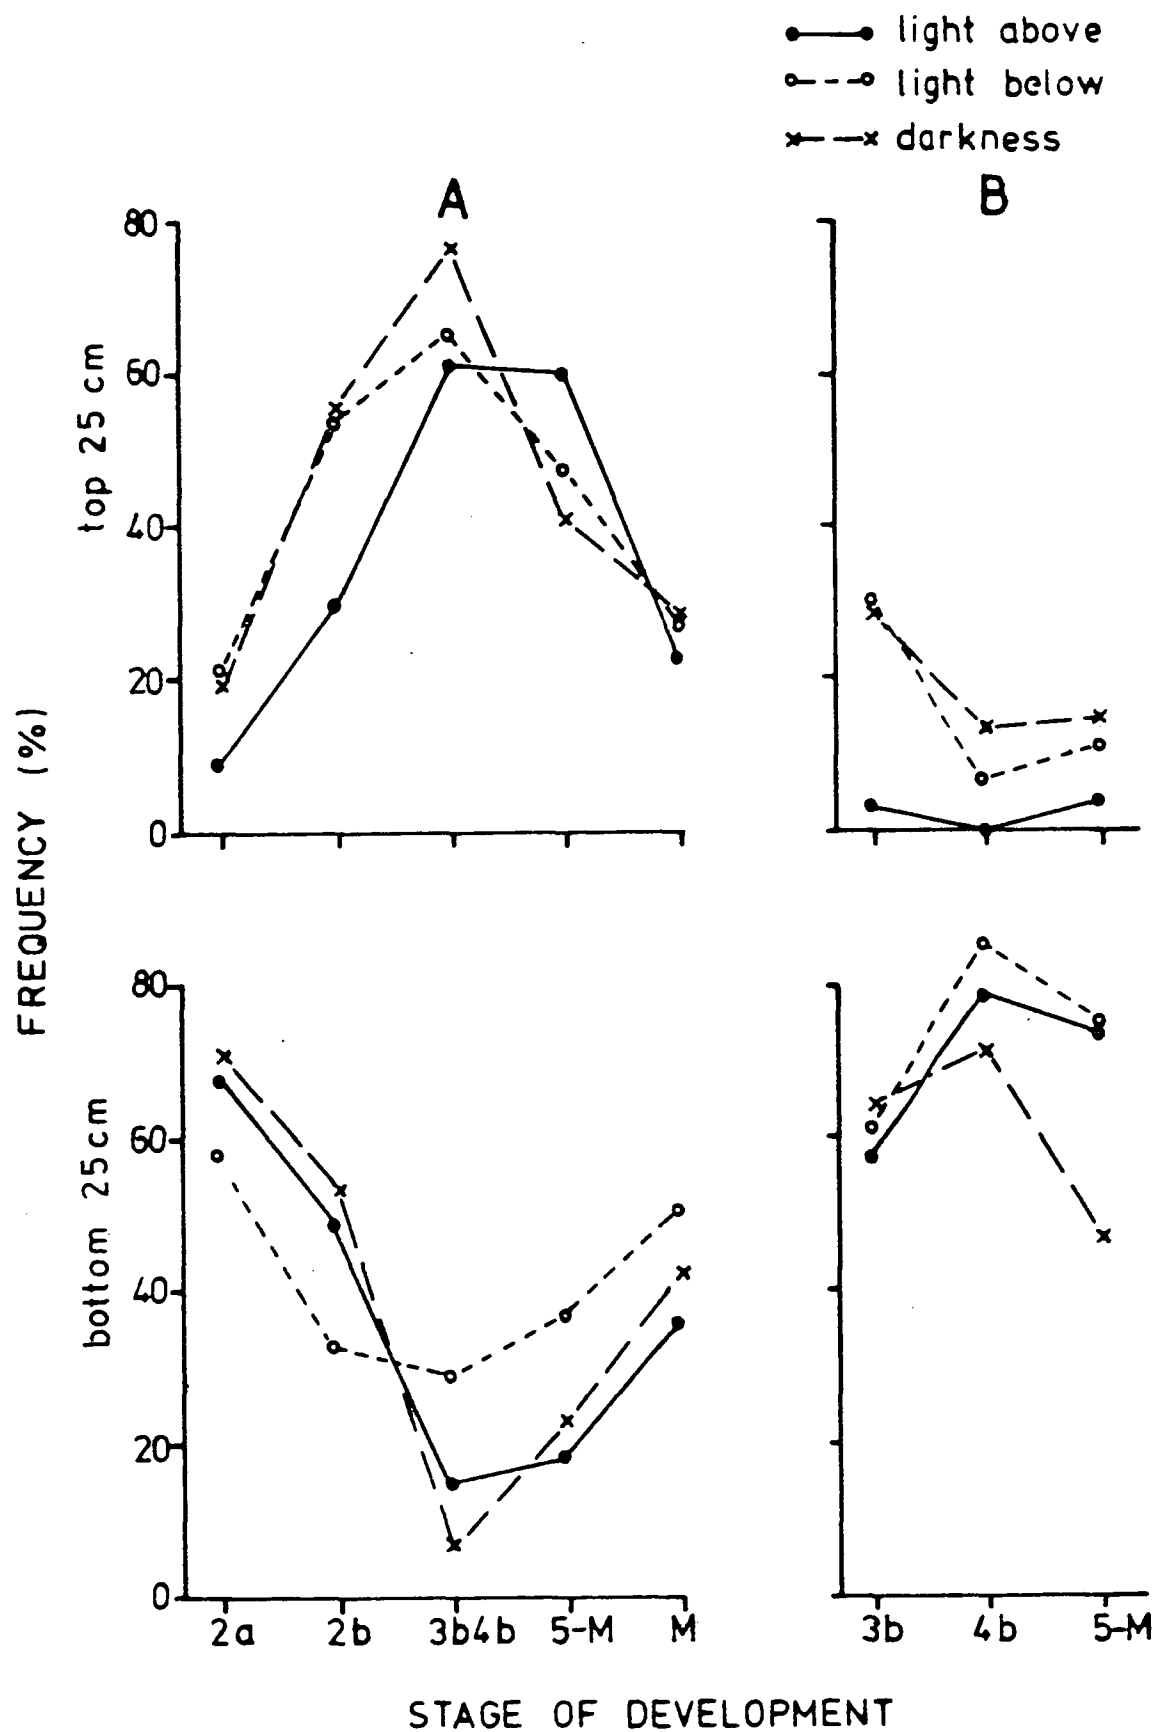 light above
light below
darkness
A
B
80
60
40
20
0
top 25 cm
FREQUENCY (%)
80
60
40
20
0
bottom 25 cm
2a 2b 3b4b 5-M M
3b 4b 5-M
STAGE OF DEVELOPMENT